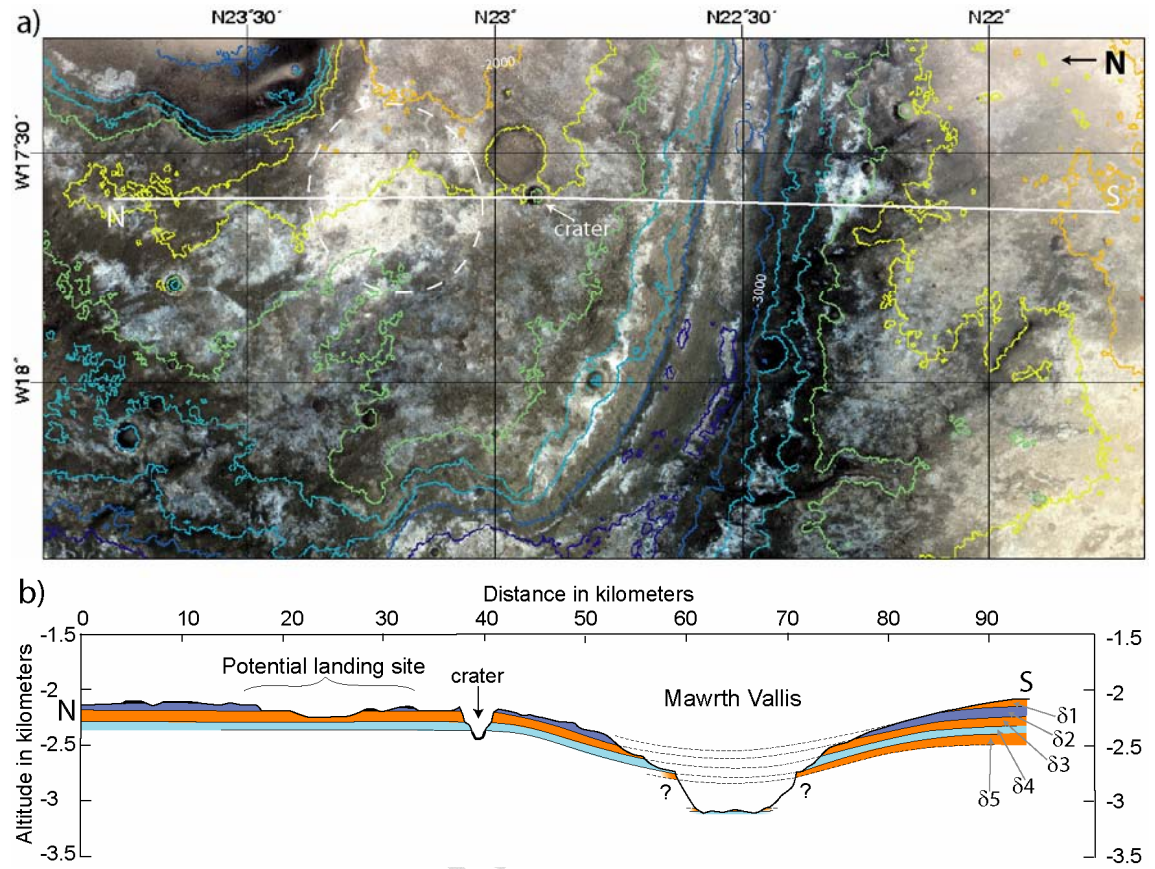 a)
N23°30' N23° N22°30' N22°
N
W17°30'
W18°
-2000
-3000
N
S
crater
b)
Distance in kilometers
0 10 20 30 40 50 60 70 80 90
Altitude in kilometers
-1.5 -1.5
-2 -2
-2.5 -2.5
-3 -3
-3.5 -3.5
Potential landing site
crater
Mawrth Vallis
N
S
δ1
δ2
δ3
δ4
δ5
? ?